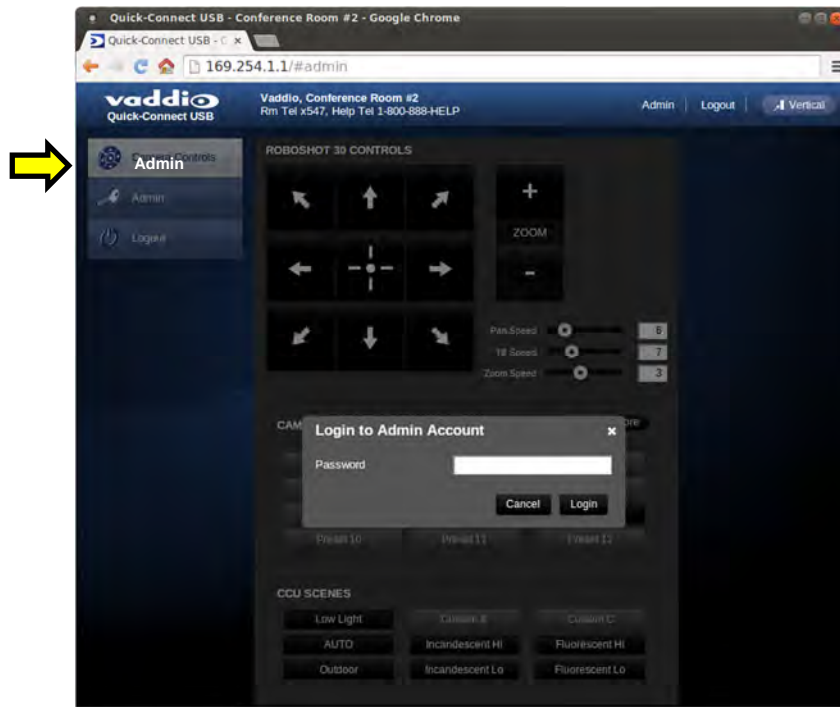 Quick-Connect USB - Conference Room #2 - Google Chrome
Quick-Connect USB - C
169.254.1.1/#admin
vaddio
Quick-Connect USB
Vaddio, Conference Room #2
Rm Tel x547, Help Tel 1-800-888-HELP
Admin
Logout
Vertical
Controls
Admin
Admin
Logout
ROBOSHOT 30 CONTROLS
+
ZOOM
-
Pan Speed 6
Tilt Speed 7
Zoom Speed 3
CAM
ore
Login to Admin Account
Password
Cancel Login
Preset 10 Preset 11 Preset 12
CCU SCENES
Low Light Custom B Custom C
AUTO Incandescent Hi Fluorescent Hi
Outdoor Incandescent Lo Fluorescent Lo